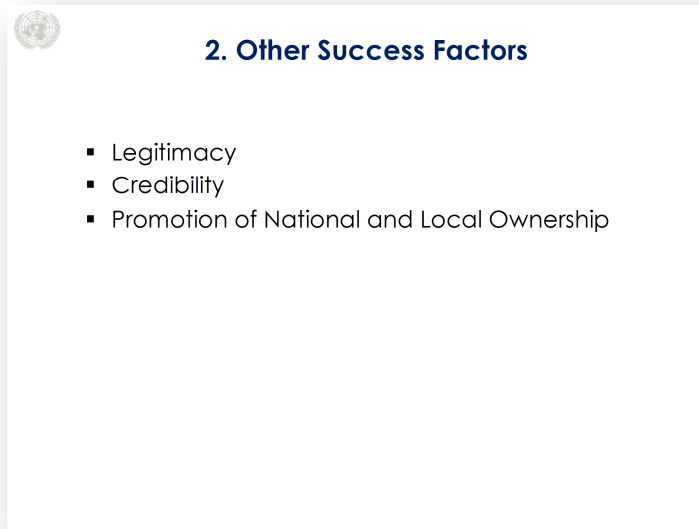 2. Other Success Factors
▪ Legitimacy
▪ Credibility
▪ Promotion of National and Local Ownership